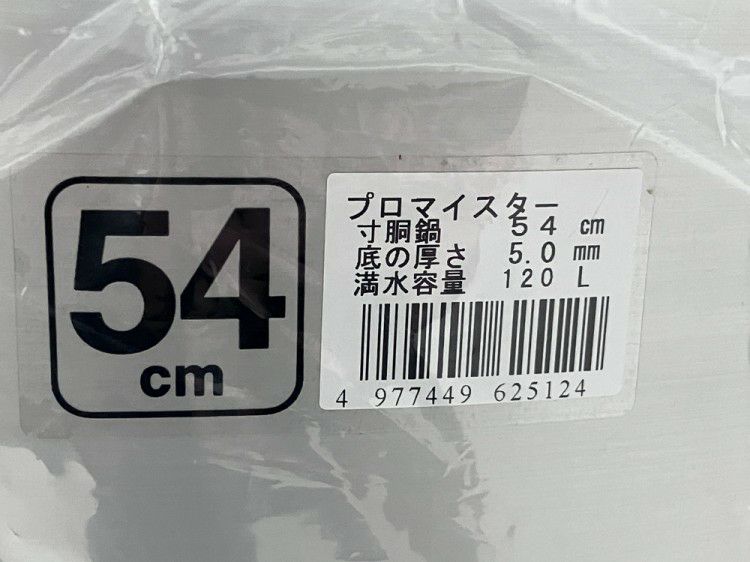 54
cm
プロマイスター
寸胴鍋 54 cm
底の厚さ 5.0 mm
満水容量 120 L
4 977449 625124